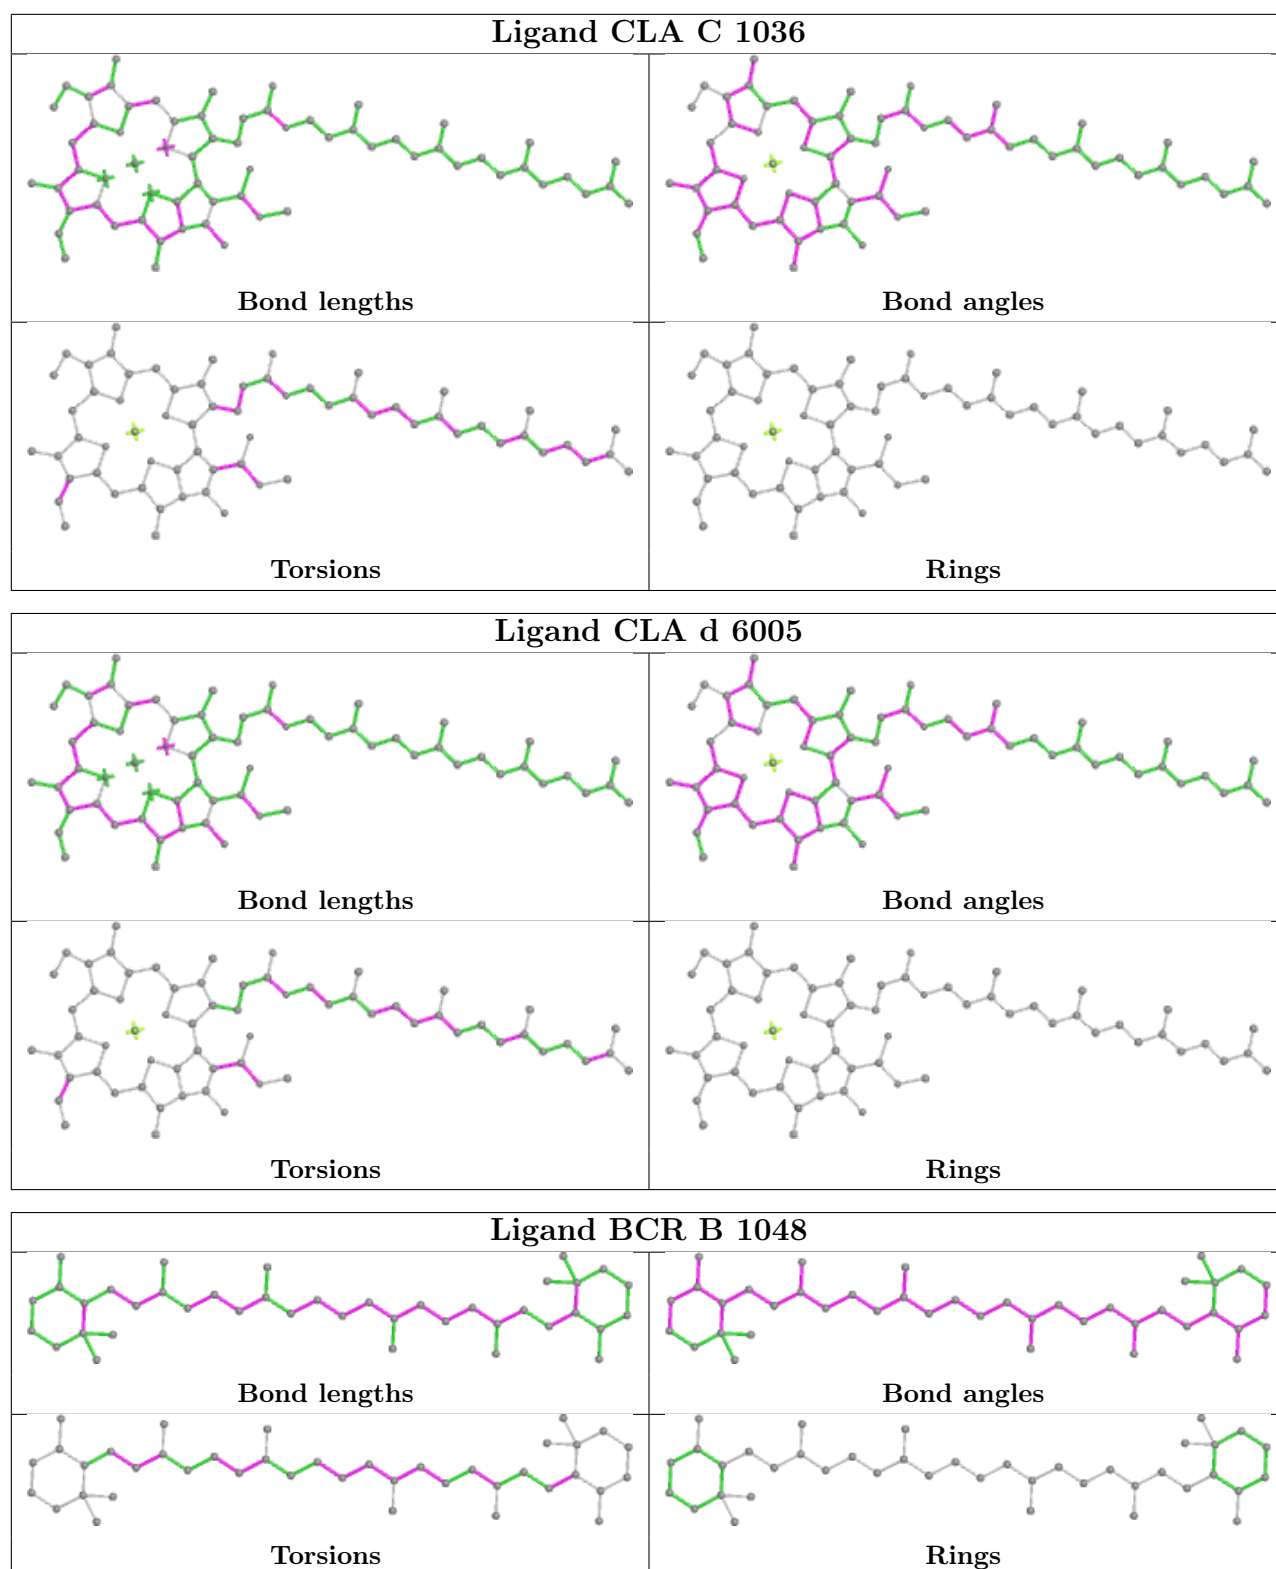 Ligand CLA C 1036
Bond lengths
Bond angles
Torsions
Rings
Ligand CLA d 6005
Bond lengths
Bond angles
Torsions
Rings
Ligand BCR B 1048
Bond lengths
Bond angles
Torsions
Rings